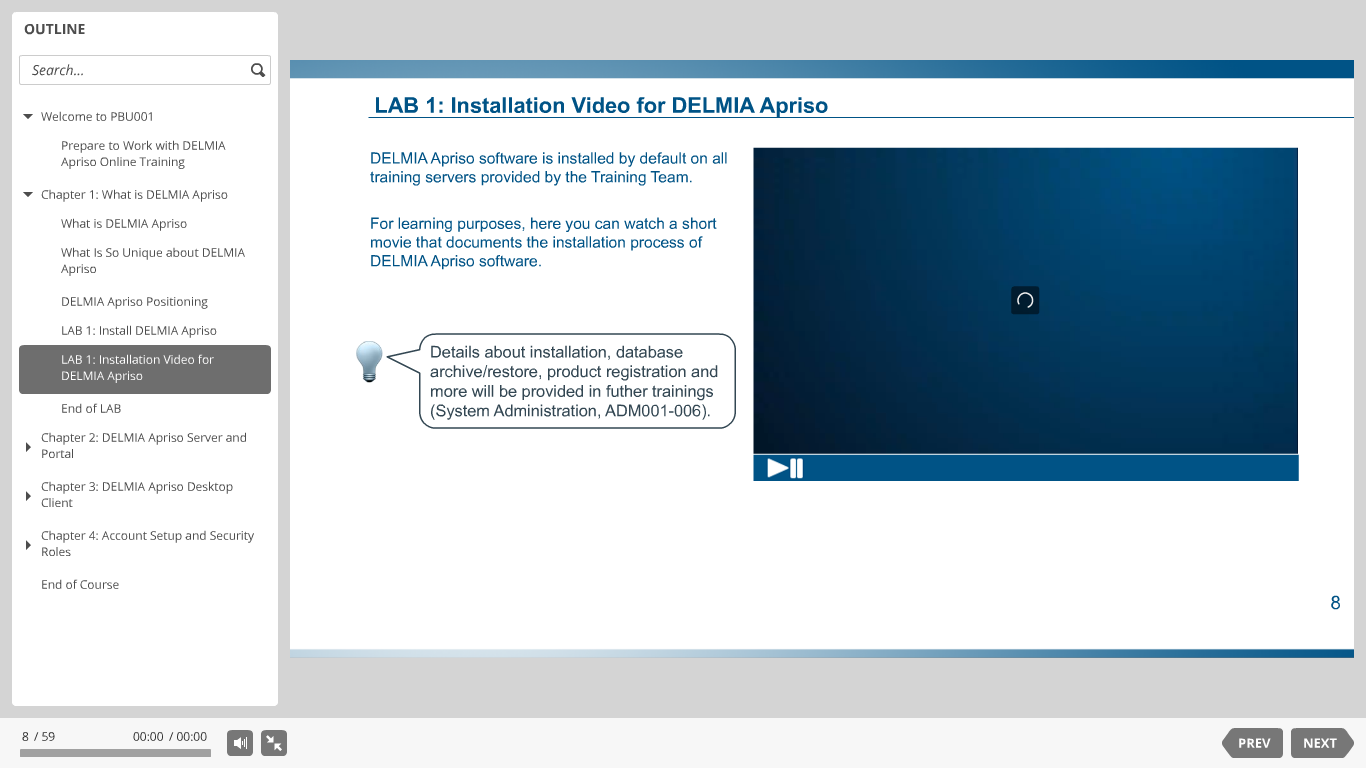 OUTLINE
Search...
Welcome to PBU001
Prepare to Work with DELMIA
Apriso Online Training
Chapter 1: What is DELMIA Apriso
What is DELMIA Apriso
What Is So Unique about DELMIA
Apriso
DELMIA Apriso Positioning
LAB 1: Install DELMIA Apriso
LAB 1: Installation Video for
DELMIA Apriso
End of LAB
Chapter 2: DELMIA Apriso Server and
Portal
Chapter 3: DELMIA Apriso Desktop
Client
Chapter 4: Account Setup and Security
Roles
End of Course
LAB 1: Installation Video for DELMIA Apriso
DELMIA Apriso software is installed by default on all
training servers provided by the Training Team.
For learning purposes, here you can watch a short
movie that documents the installation process of
DELMIA Apriso software.
Details about installation, database
archive/restore, product registration and
more will be provided in futher trainings
(System Administration, ADM001-006).
8
8 / 59
00:00 / 00:00
PREV
NEXT